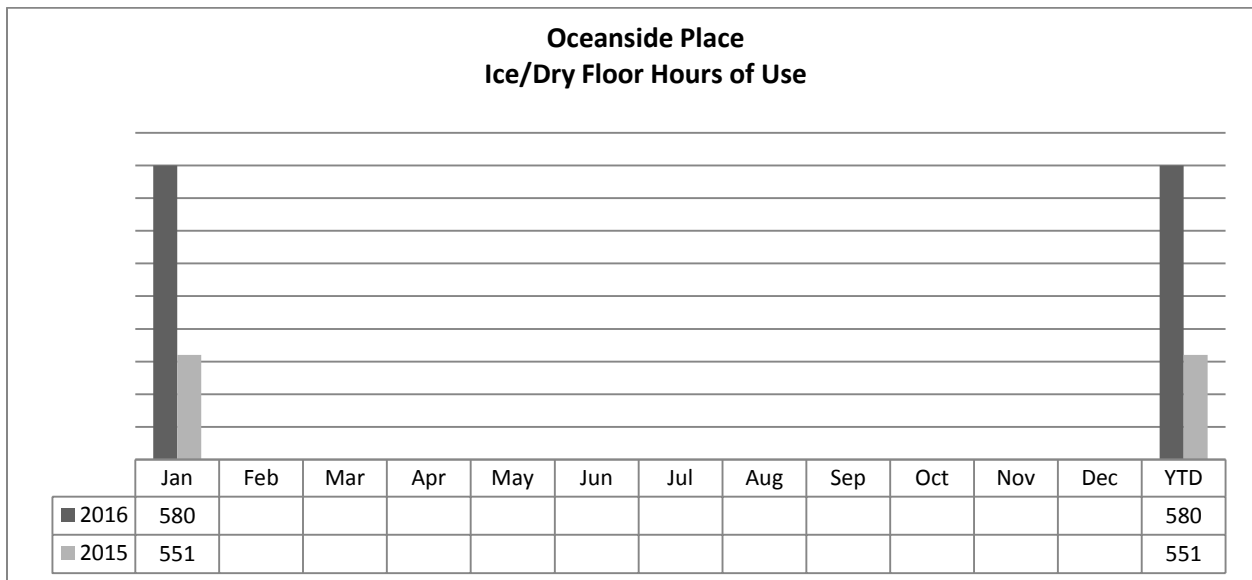 Oceanside Place
Ice/Dry Floor Hours of Use
Jan Feb Mar Apr May Jun Jul Aug Sep Oct Nov Dec YTD
2016 580 580
2015 551 551